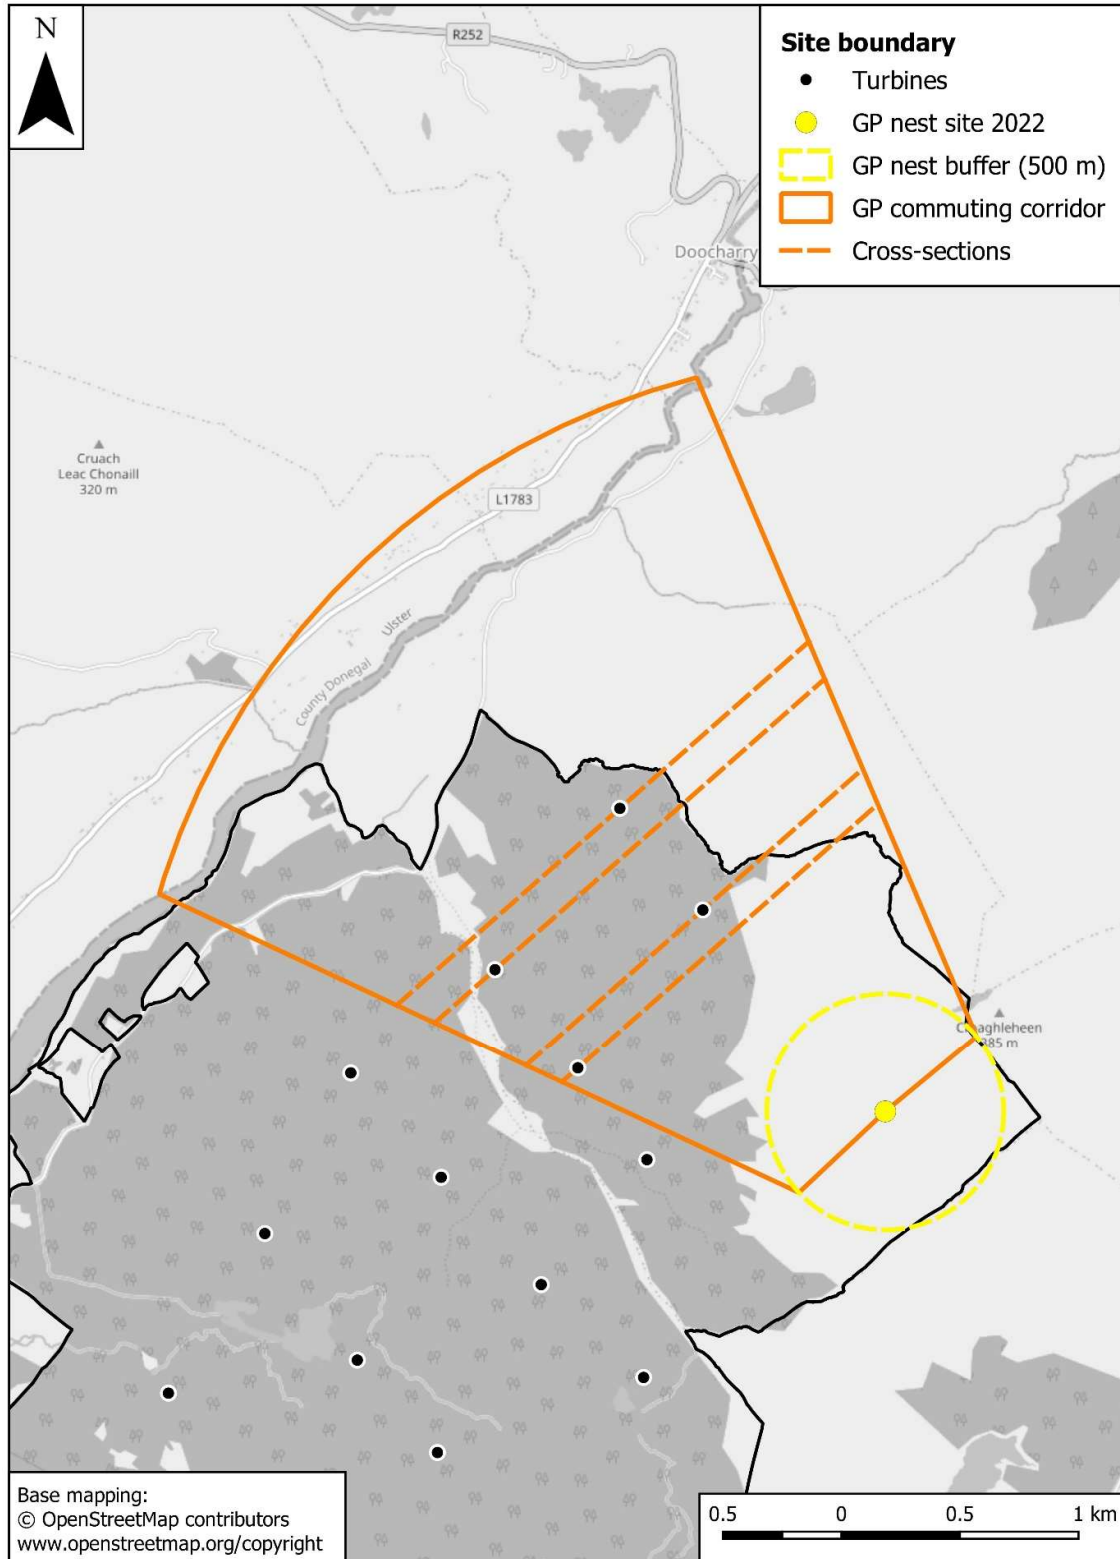 N
R252
Site boundary
Turbines
GP nest site 2022
GP nest buffer (500 m)
GP commuting corridor
Cross-sections
Doocharry
Cruach
Leac Chonaill
320 m
L1783
Ulster
County Donegal
385 m
Base mapping:
© OpenStreetMap contributors
www.openstreetmap.org/copyright
0.5 0 0.5 1 km